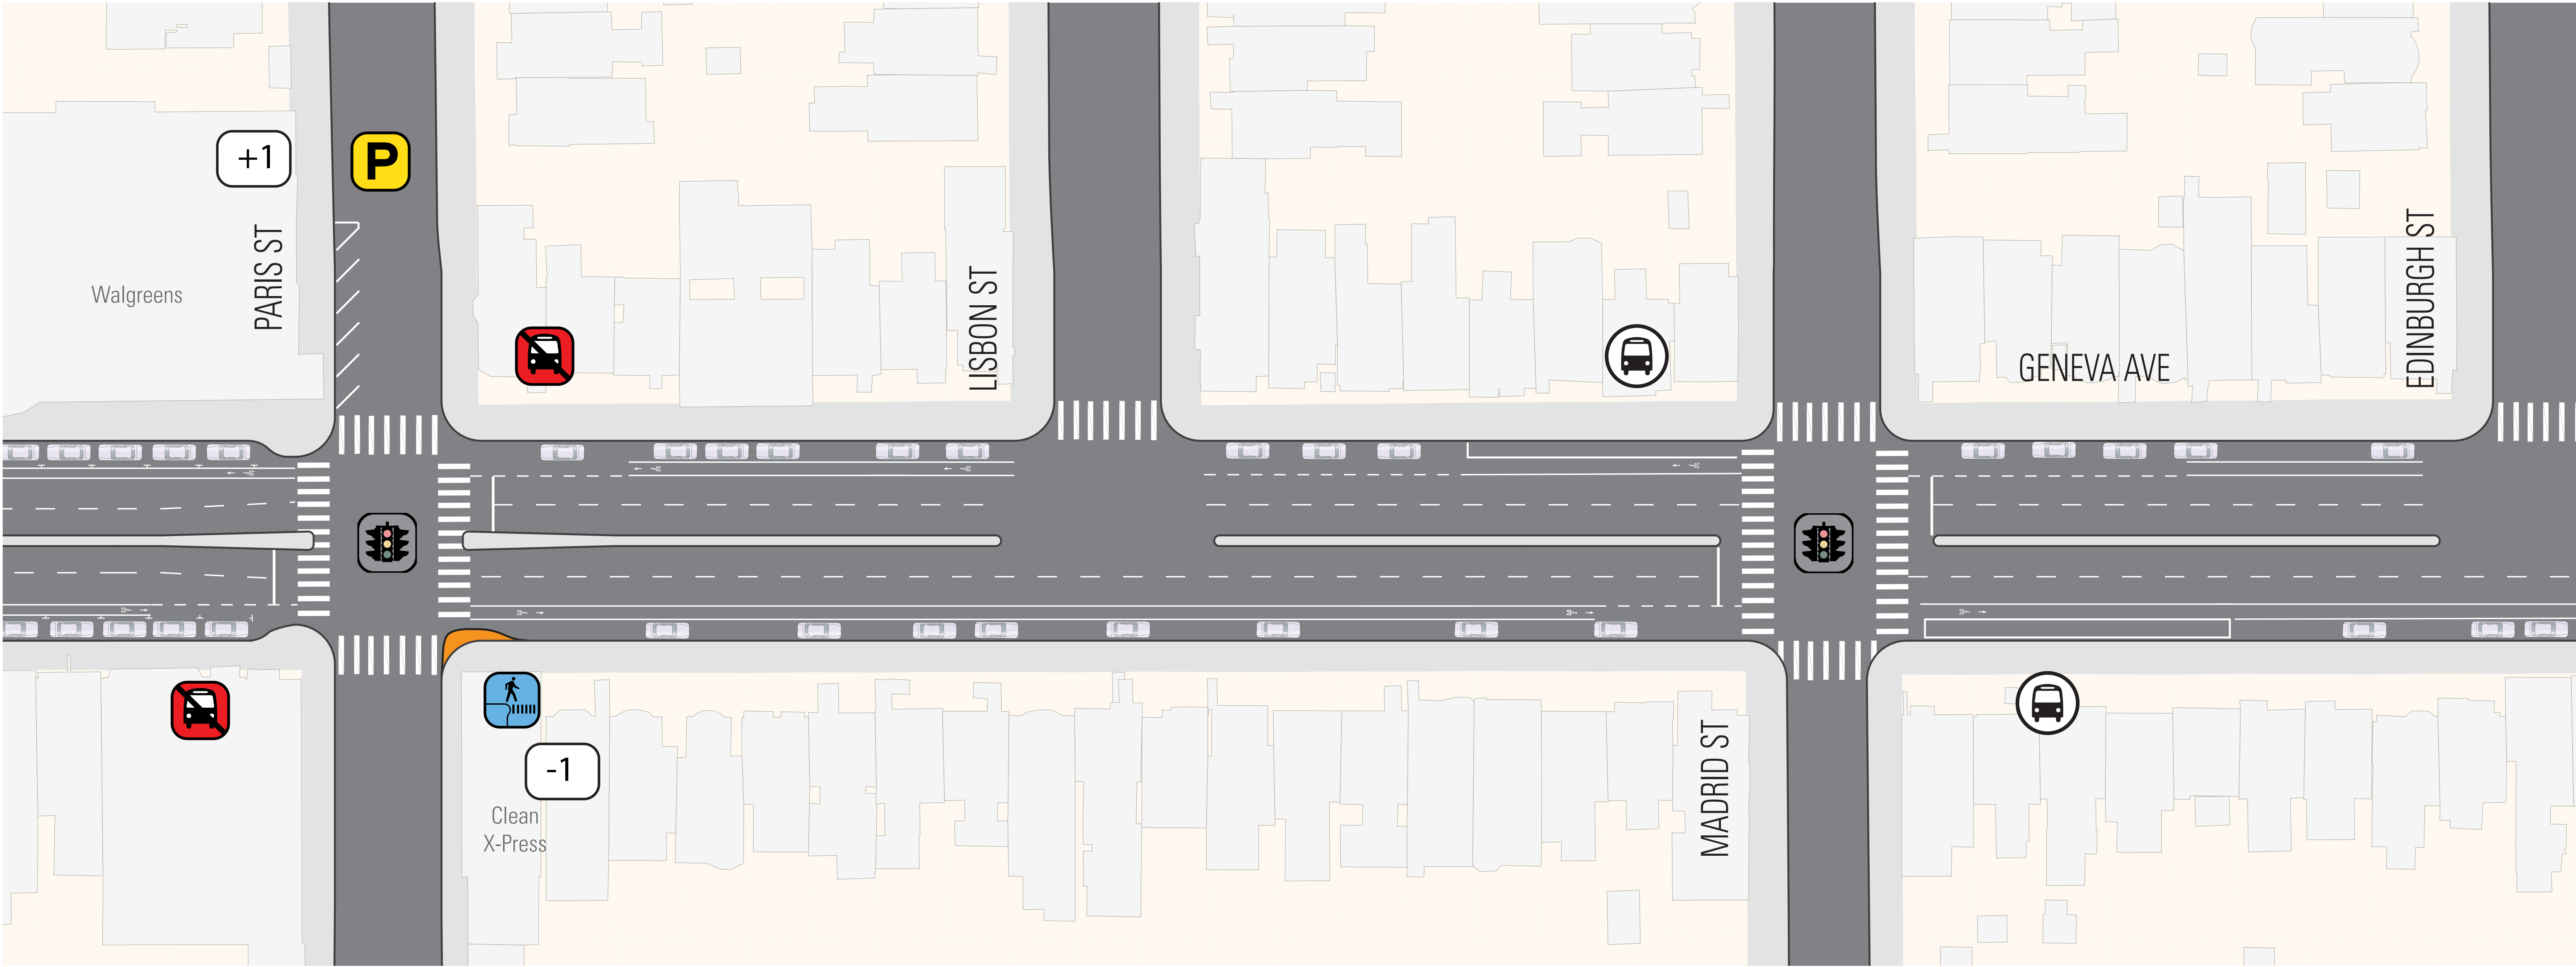 +1
P
PARIS ST
Walgreens
LISBON ST
GENEVA AVE
EDINBURGH ST
-1
Clean
X-Press
MADRID ST